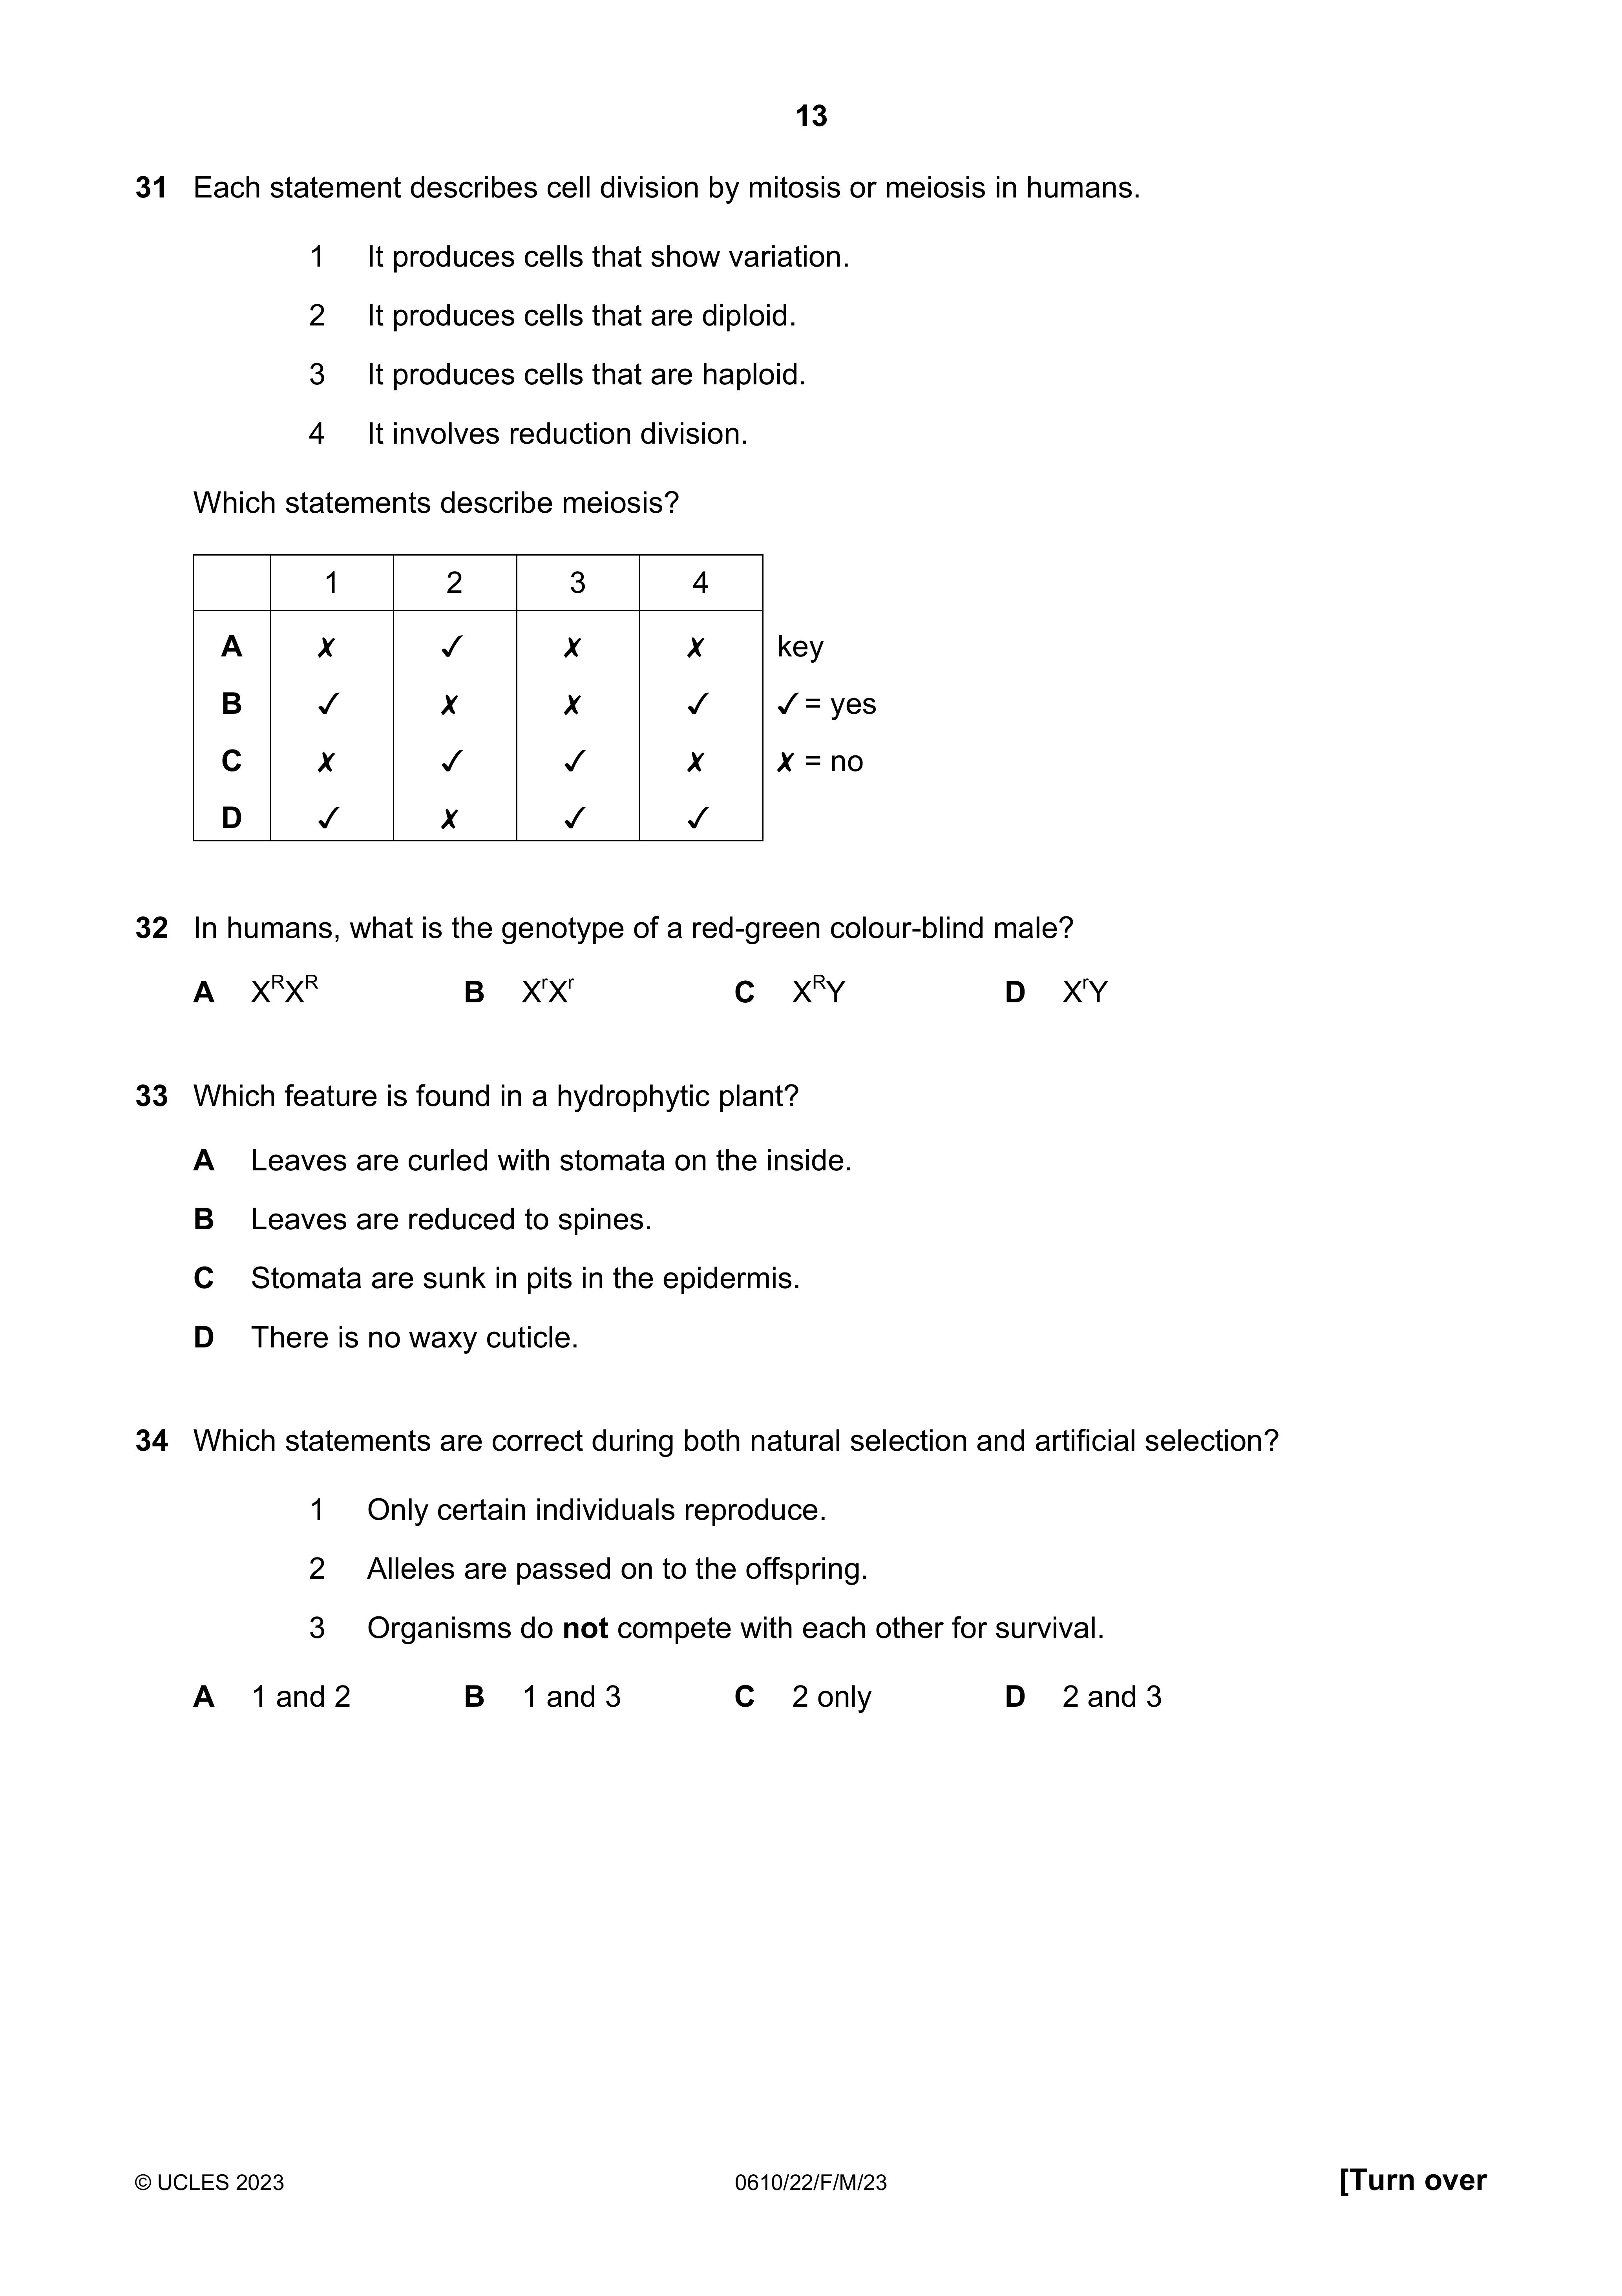 13
31 Each statement describes cell division by mitosis or meiosis in humans.
1 It produces cells that show variation.
2 It produces cells that are diploid.
3 It produces cells that are haploid.
4 It involves reduction division.
Which statements describe meiosis?
1 2 3 4
A ✗ ✓ ✗ ✗ key
B ✓ ✗ ✗ ✓ ✓ = yes
C ✗ ✓ ✓ ✗ ✗ = no
D ✓ ✗ ✓ ✓
32 In humans, what is the genotype of a red-green colour-blind male?
A XᴿXᴿ B XʳXʳ C XᴿY D XʳY
33 Which feature is found in a hydrophytic plant?
A Leaves are curled with stomata on the inside.
B Leaves are reduced to spines.
C Stomata are sunk in pits in the epidermis.
D There is no waxy cuticle.
34 Which statements are correct during both natural selection and artificial selection?
1 Only certain individuals reproduce.
2 Alleles are passed on to the offspring.
3 Organisms do not compete with each other for survival.
A 1 and 2 B 1 and 3 C 2 only D 2 and 3
© UCLES 2023 0610/22/F/M/23 [Turn over